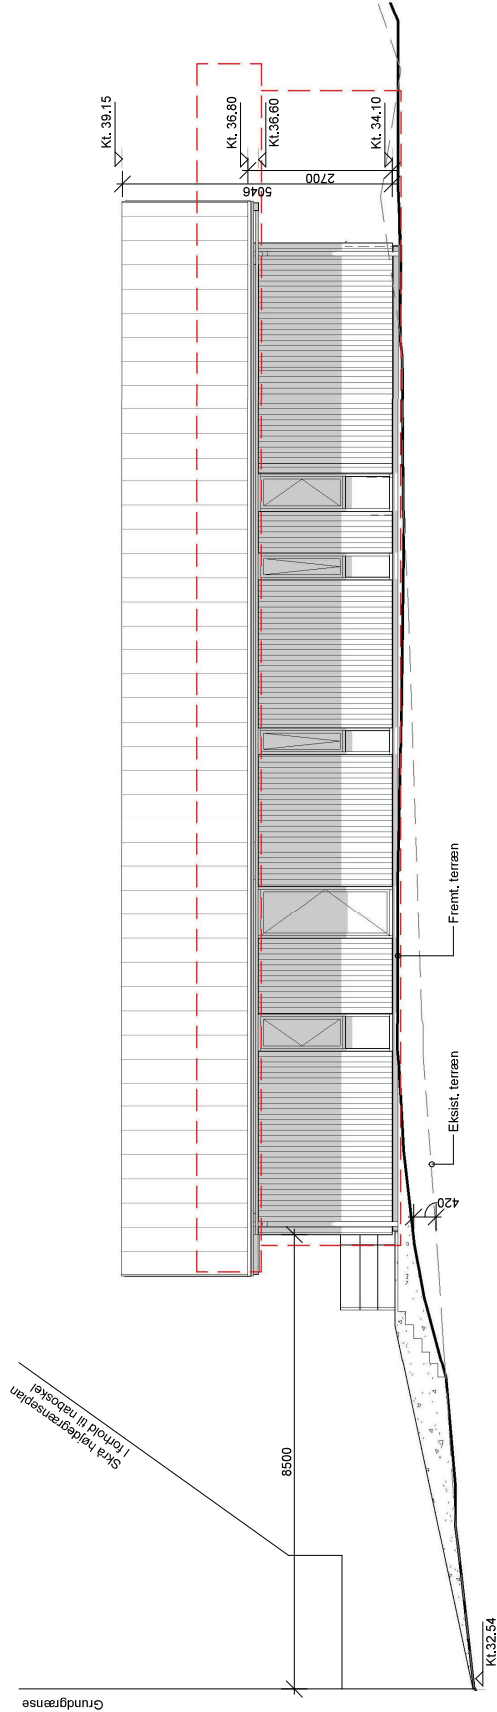 Kt. 39.15
Kt. 36.80
Kt.36.60
Kt. 34.10
5046
2700
Fremt. terræn
Eksist. terræn
420
Skrå højdegrænseplan
I forhold til naboskel
8500
Kt.32.54
Grundgrænse